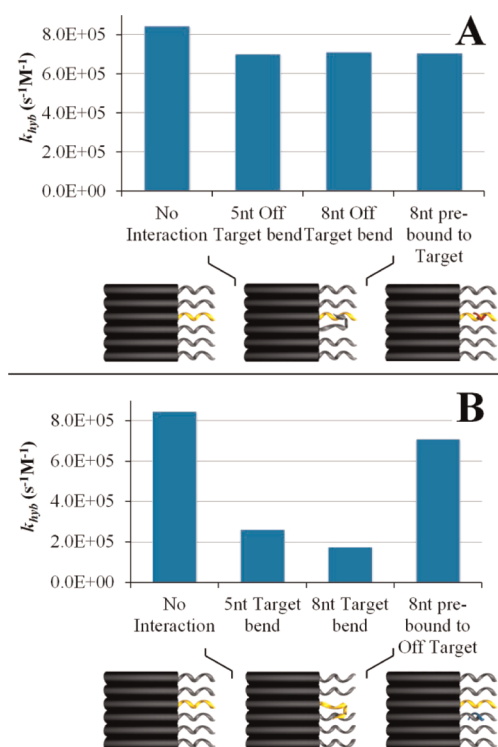 A
8.0E+05
6.0E+05
4.0E+05
2.0E+05
0.0E+00
k_hyb (s-1M-1)
No Interaction
5nt Off Target bend
8nt Off Target bend
8nt pre-bound to Target
B
8.0E+05
6.0E+05
4.0E+05
2.0E+05
0.0E+00
k_hyb (s-1M-1)
No Interaction
5nt Target bend
8nt Target bend
8nt pre-bound to Off Target